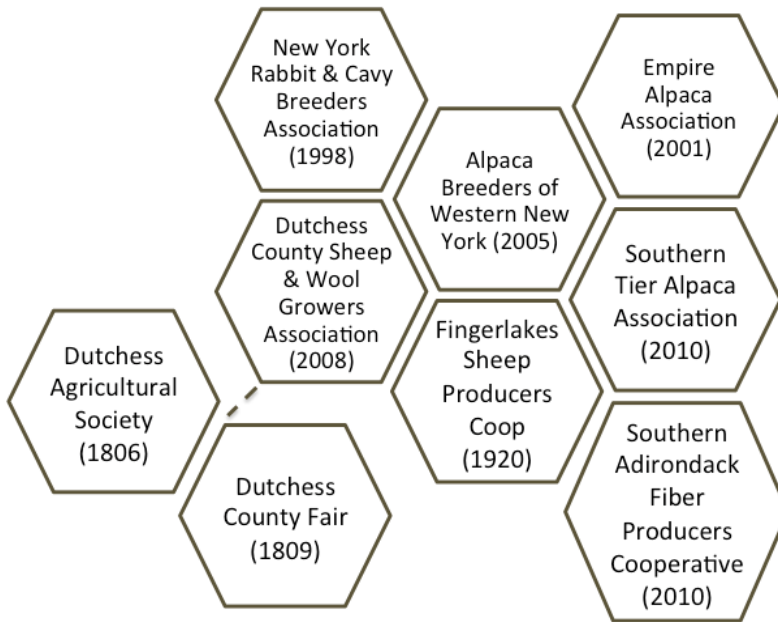 New York
Rabbit & Cavy
Breeders
Association
(1998)
Empire
Alpaca
Association
(2001)
Alpaca
Breeders of
Western New
York (2005)
Dutchess
County Sheep
& Wool
Growers
Association
(2008)
Southern
Tier Alpaca
Association
(2010)
Dutchess
Agricultural
Society
(1806)
Fingerlakes
Sheep
Producers
Coop
(1920)
Southern
Adirondack
Fiber
Producers
Cooperative
(2010)
Dutchess
County Fair
(1809)